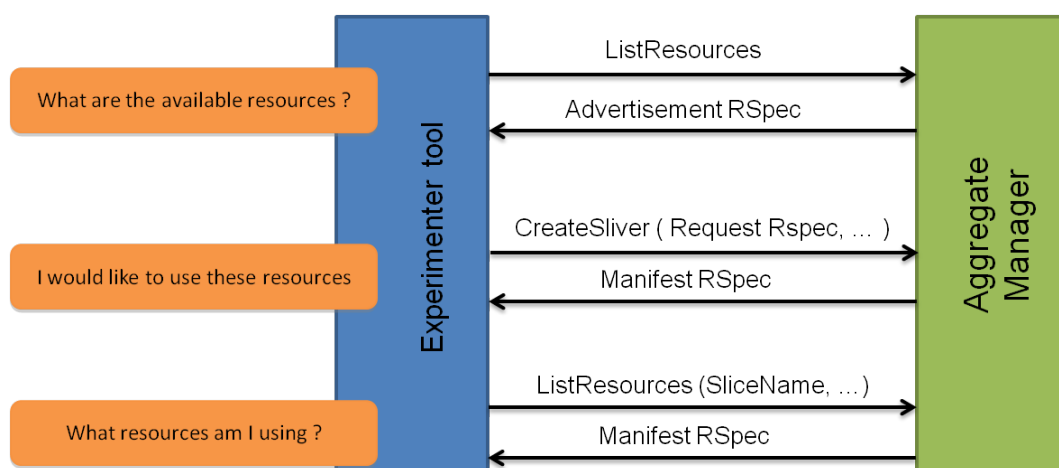 What are the available resources ?
I would like to use these resources
What resources am I using ?
Experimenter tool
ListResources
Advertisement RSpec
CreateSliver ( Request Rspec, ... )
Manifest RSpec
ListResources (SliceName, ... )
Manifest RSpec
Aggregate
Manager